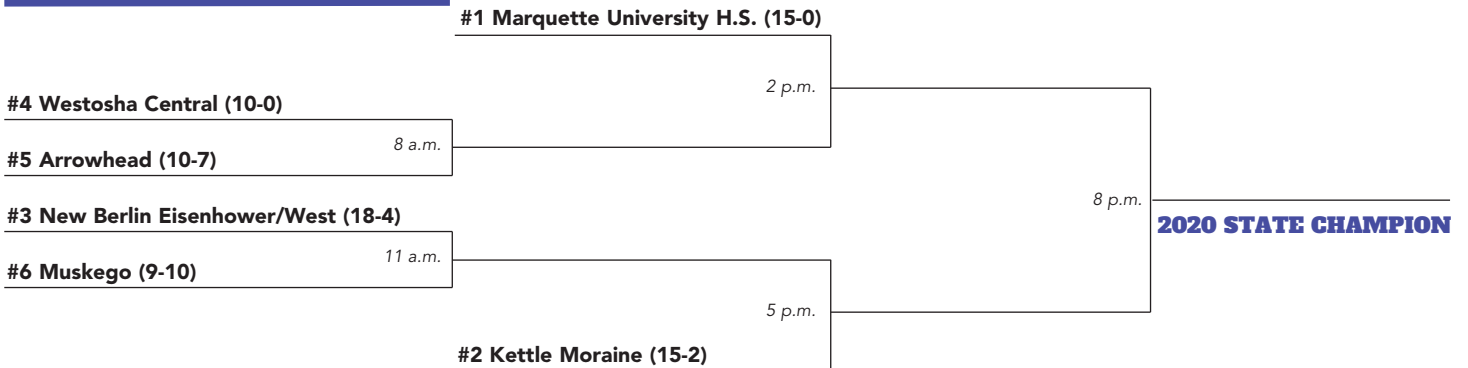 #1 Marquette University H.S. (15-0)
2 p.m.
#4 Westosha Central (10-0)
8 a.m.
#5 Arrowhead (10-7)
8 p.m.
2020 STATE CHAMPION
#3 New Berlin Eisenhower/West (18-4)
11 a.m.
#6 Muskego (9-10)
5 p.m.
#2 Kettle Moraine (15-2)